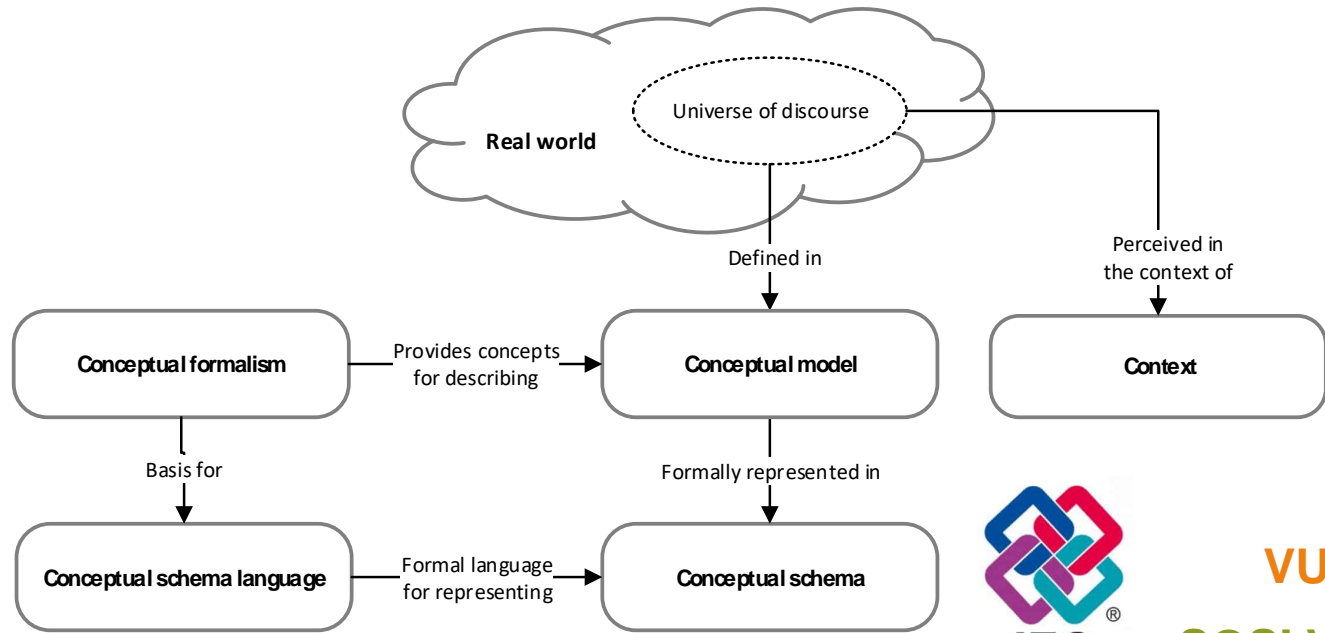 Universe of discourse
Real world
Defined in
Perceived in
the context of
Conceptual formalism
Provides concepts
for describing
Conceptual model
Context
Basis for
Formally represented in
Conceptual schema language
Formal language
for representing
Conceptual schema
®
VU